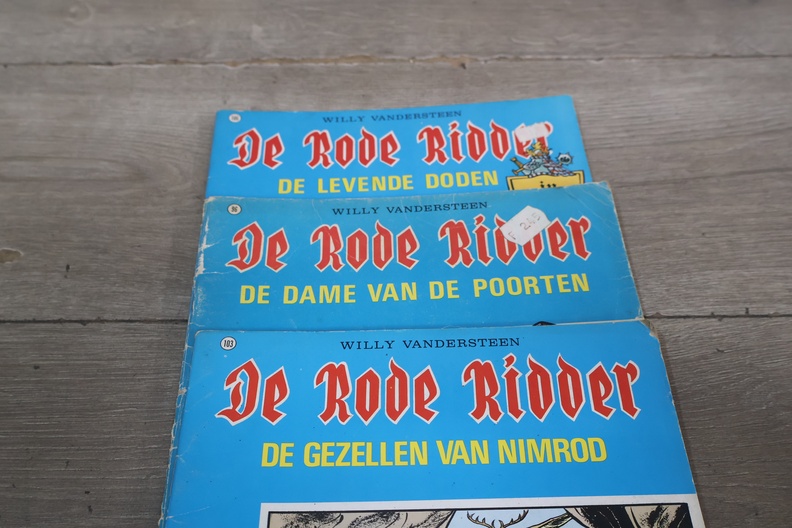 WILLY VANDERSTEEN
De Rode Ridder
DE LEVENDE DODEN
96
WILLY VANDERSTEEN
De Rode Ridder
DE DAME VAN DE POORTEN
103
WILLY VANDERSTEEN
De Rode Ridder
DE GEZELLEN VAN NIMROD